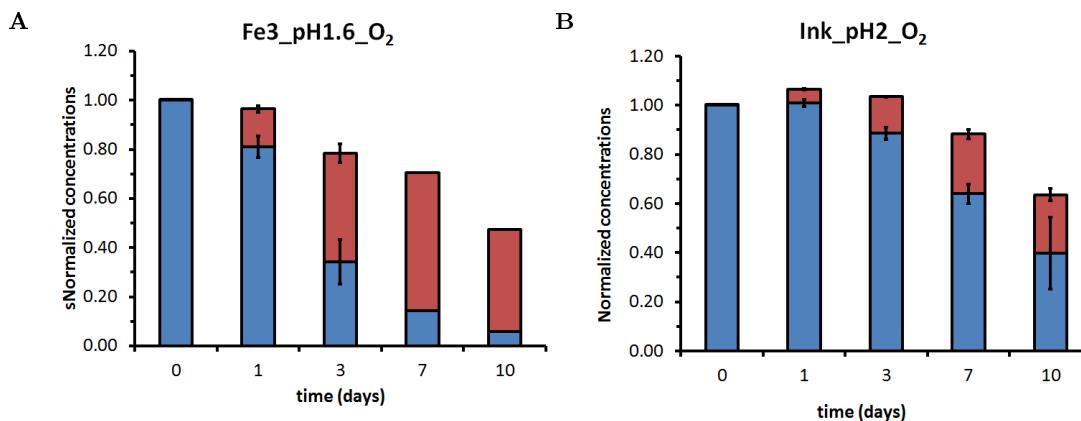 A
Fe3_pH1.6_O2
sNormalized concentrations
1.20
1.00
0.80
0.60
0.40
0.20
0.00
0 1 3 7 10
time (days)
B
Ink_pH2_O2
Normalized concentrations
1.20
1.00
0.80
0.60
0.40
0.20
0.00
0 1 3 7 10
time (days)